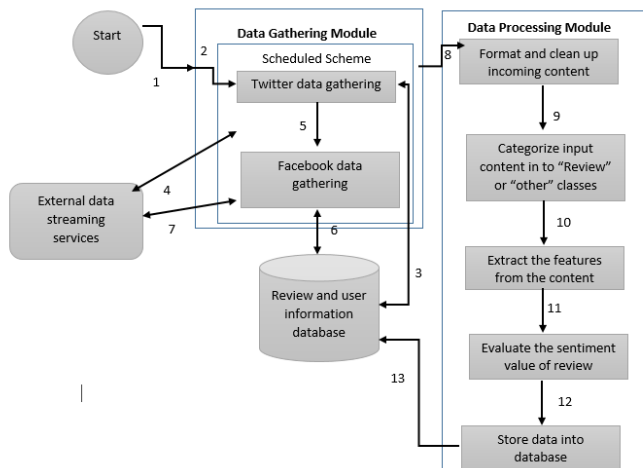 Data Gathering Module
Data Processing Module
Start
1
2
Scheduled Scheme
Twitter data gathering
5
Facebook data
gathering
4
7
External data
streaming
services
6
3
Review and user
information
database
8
Format and clean up
incoming content
9
Categorize input
content in to “Review”
or “other” classes
10
Extract the features
from the content
11
Evaluate the sentiment
value of review
12
Store data into
database
13